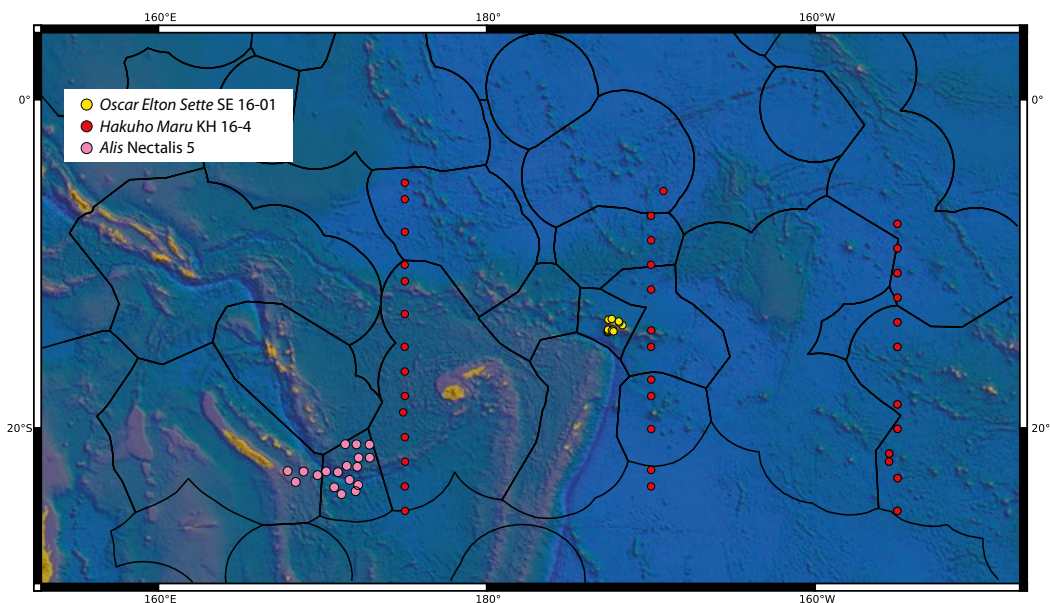 160°E 180° 160°W
0° 0°
Oscar Elton Sette SE 16-01
Hakuho Maru KH 16-4
Alis Nectalis 5
20°S 20°
160°E 180° 160°W